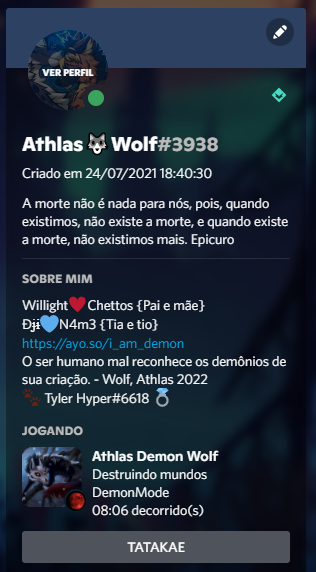 VER PERFIL
Athlas 🐺 Wolf#3938
Criado em 24/07/2021 18:40:30
A morte não é nada para nós, pois, quando
existimos, não existe a morte, e quando existe
a morte, não existimos mais. Epicuro
SOBRE MIM
Willight❤️Chettos {Pai e mãe}
Đɉɨ💙N4m3 {Tia e tio}
https://ayo.so/i_am_demon
O ser humano mal reconhece os demônios de
sua criação. - Wolf, Athlas 2022
🐾 Tyler Hyper#6618 💍
JOGANDO
Athlas Demon Wolf
Destruindo mundos
DemonMode
08:06 decorrido(s)
TATAKAE